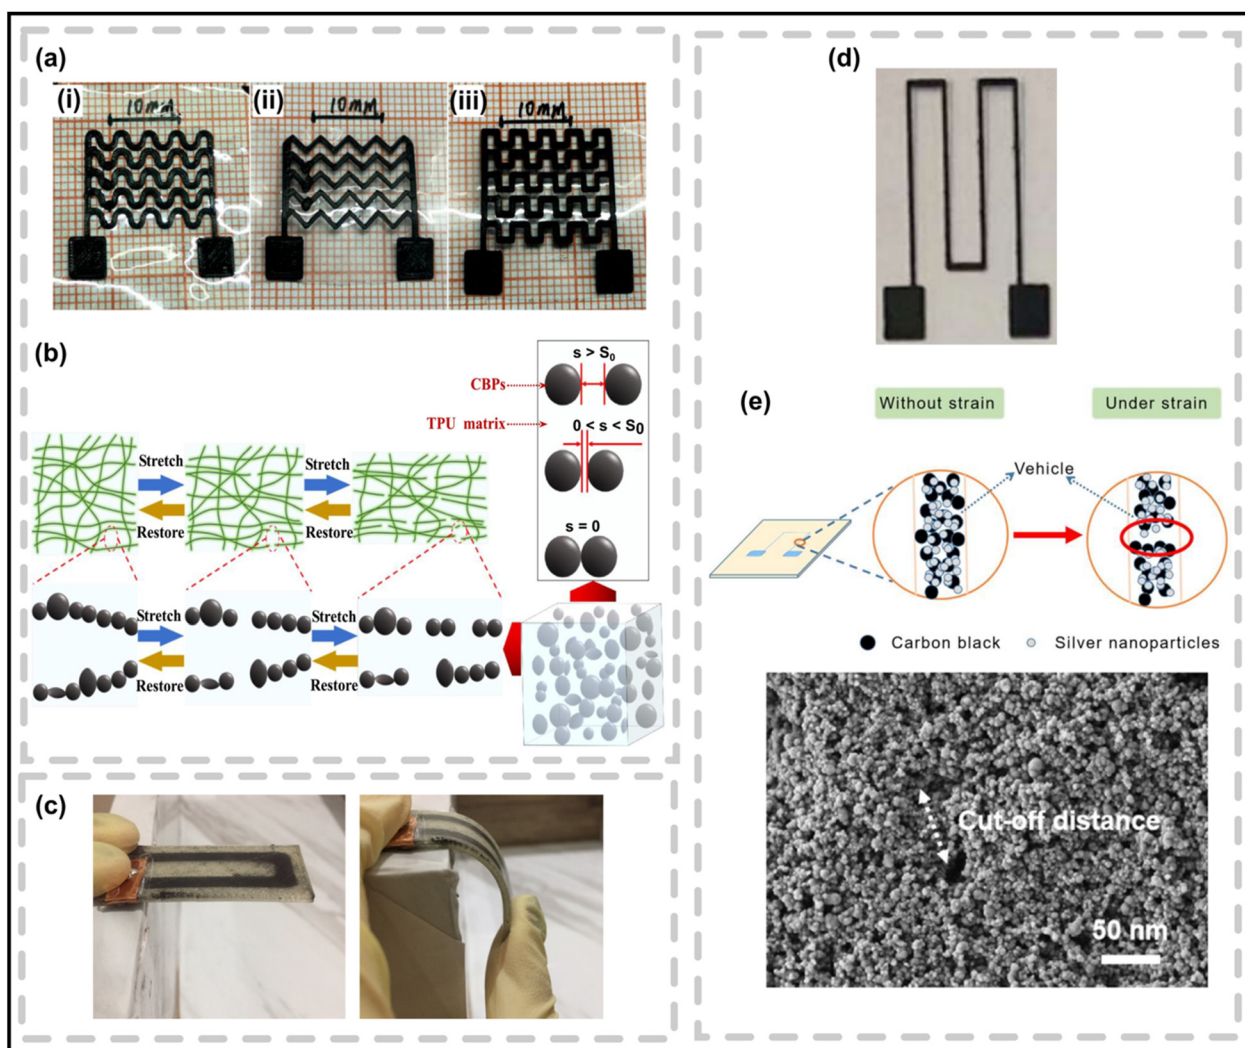 (a)
(i)
10mm
(ii)
10mm
(iii)
10mm
(b)
s > S₀
CBPs
TPU matrix
0 < s < S₀
s = 0
Stretch
Restore
Stretch
Restore
Stretch
Restore
Stretch
Restore
(c)
(d)
(e)
Without strain
Under strain
Vehicle
Carbon black
Silver nanoparticles
Cut-off distance
50 nm